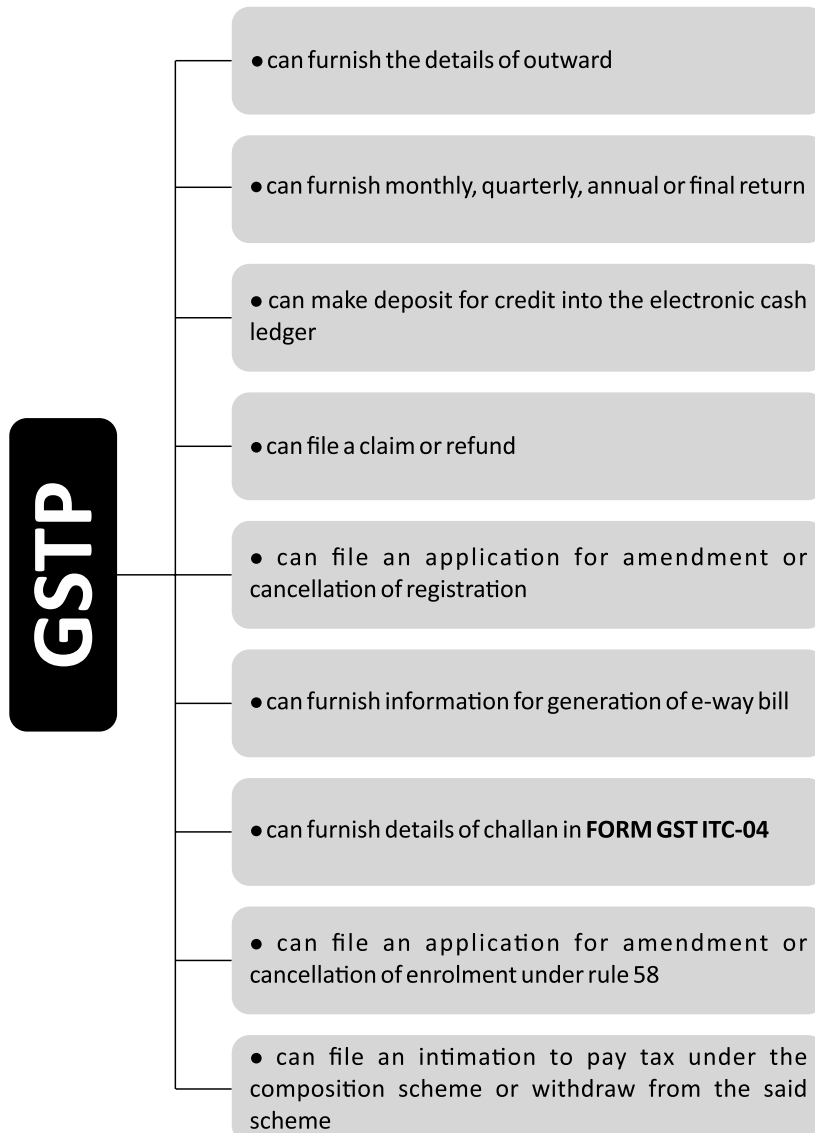 GSTP
● can furnish the details of outward
● can furnish monthly, quarterly, annual or final return
● can make deposit for credit into the electronic cash
ledger
● can file a claim or refund
● can file an application for amendment or
cancellation of registration
● can furnish information for generation of e-way bill
● can furnish details of challan in FORM GST ITC-04
● can file an application for amendment or
cancellation of enrolment under rule 58
● can file an intimation to pay tax under the
composition scheme or withdraw from the said
scheme